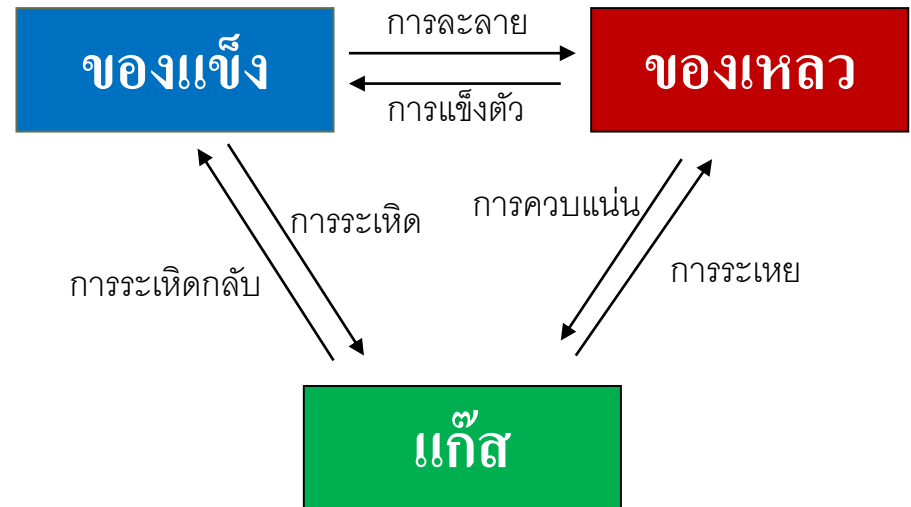 การละลาย
ของแข็ง
ของเหลว
การแข็งตัว
การควบแน่น
การระเหิด
การระเหย
การระเหิดกลับ
แก๊ส